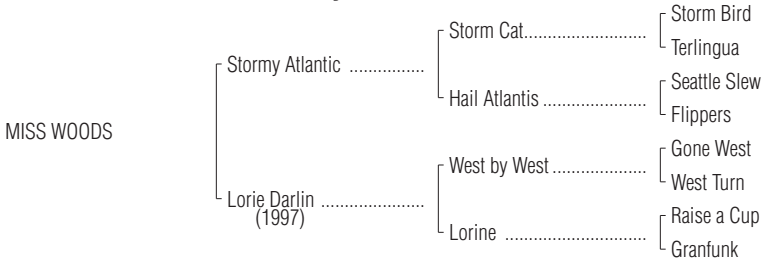 Storm Bird
Storm Cat..........................
Terlingua
Stormy Atlantic ................
Seattle Slew
Hail Atlantis ......................
Flippers
MISS WOODS
Gone West
West by West ....................
West Turn
Lorie Darlin ......................
(1997)
Raise a Cup
Lorine ..............................
Granfunk